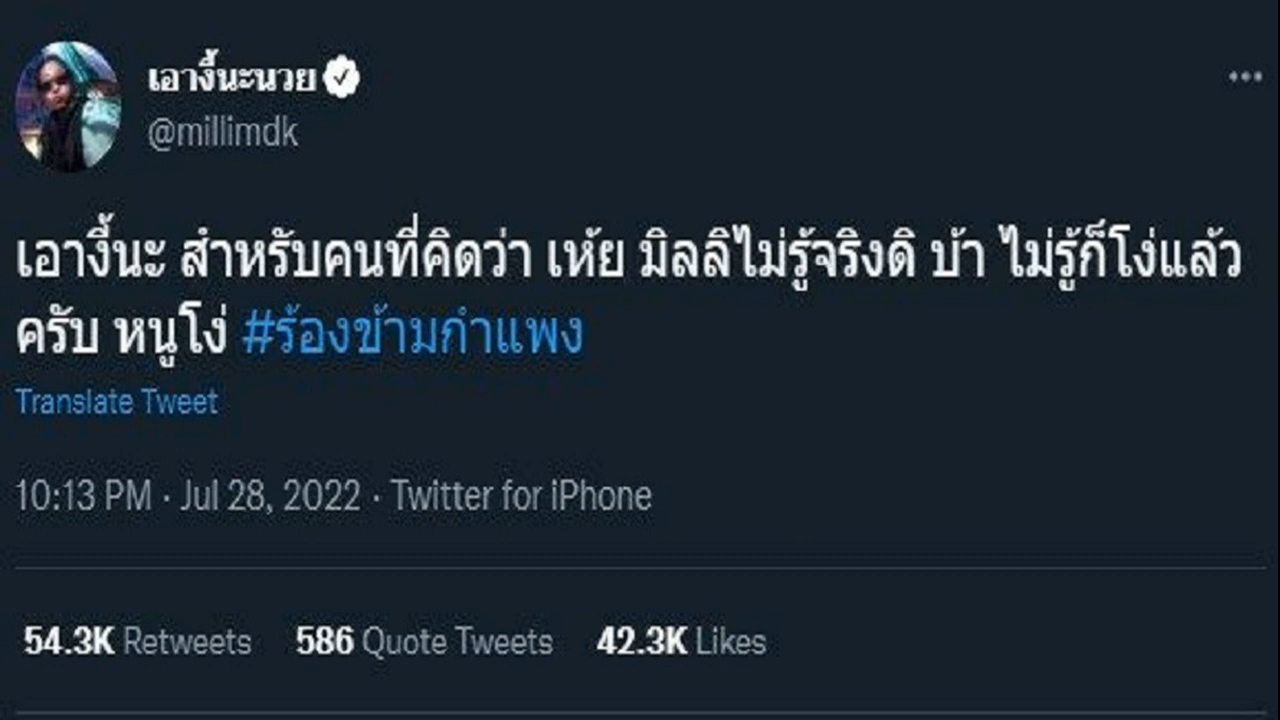 เอางี้นะนวย
@millimdk
เอางี้นะ สำหรับคนที่คิดว่า เห้ย มิลลิไม่รู้จริงดิ บ้า ไม่รู้ก็โง่แล้ว
ครับ หนูโง่ #ร้องข้ามกำแพง
Translate Tweet
10:13 PM · Jul 28, 2022 · Twitter for iPhone
54.3K Retweets 586 Quote Tweets 42.3K Likes